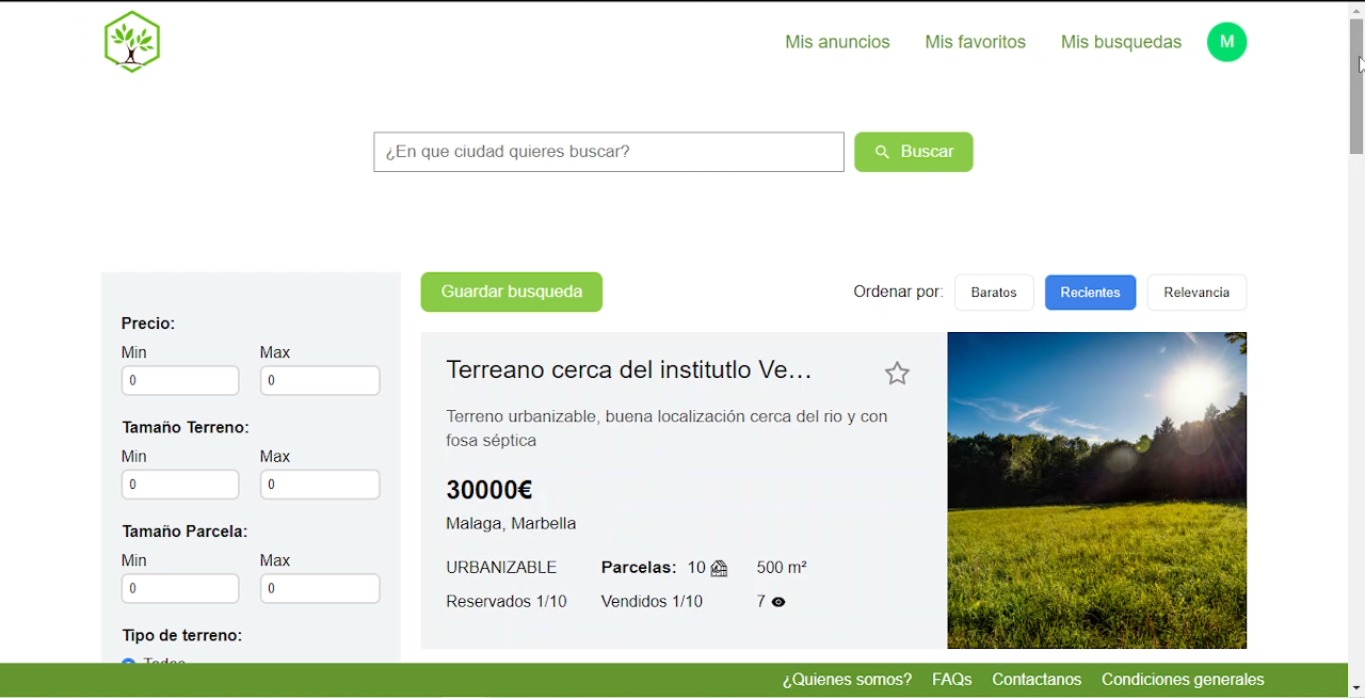 Mis anuncios Mis favoritos Mis busquedas M
¿En que ciudad quieres buscar? Buscar
Guardar busqueda Ordenar por: Baratos Recientes Relevancia
Precio:
Min Max
0 0
Tamaño Terreno:
Min Max
0 0
Tamaño Parcela:
Min Max
0 0
Tipo de terreno:
Todos
Terreano cerca del institutlo Ve...
Terreno urbanizable, buena localización cerca del rio y con
fosa séptica
30000€
Malaga, Marbella
URBANIZABLE Parcelas: 10 500 m²
Reservados 1/10 Vendidos 1/10 7
¿Quienes somos? FAQs Contactanos Condiciones generales